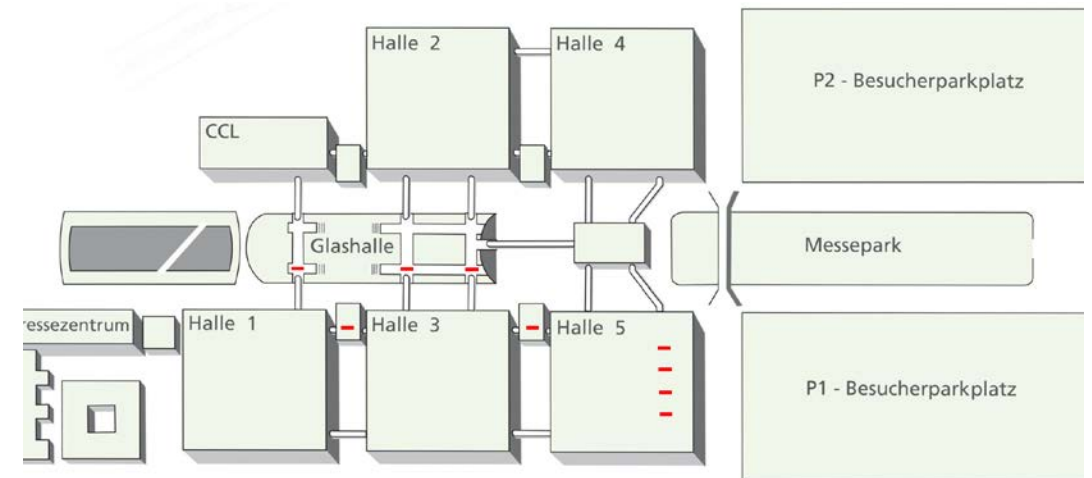 Halle 2
Halle 4
P2 - Besucherparkplatz
CCL
Glashalle
Messepark
ressezentrum
Halle 1
Halle 3
Halle 5
P1 - Besucherparkplatz